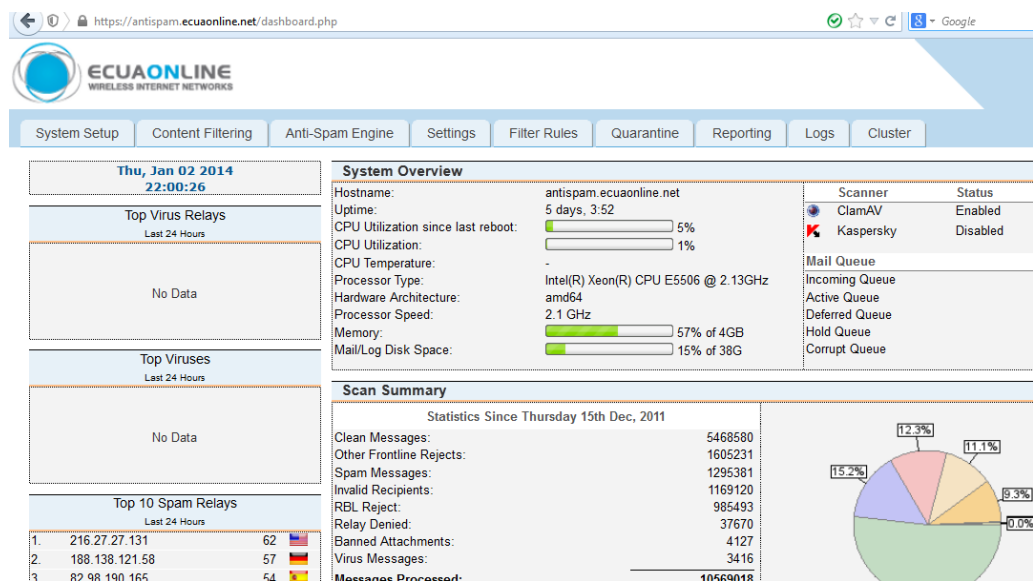 https://antispam.ecuaonline.net/dashboard.php
Google
ECUAONLINE
WIRELESS INTERNET NETWORKS
System Setup Content Filtering Anti-Spam Engine Settings Filter Rules Quarantine Reporting Logs Cluster
Thu, Jan 02 2014
22:00:26
Top Virus Relays
Last 24 Hours
No Data
Top Viruses
Last 24 Hours
No Data
Top 10 Spam Relays
Last 24 Hours
1. 216.27.27.131 62
2. 188.138.121.58 57
3. 82.98.190.165 54
System Overview
Hostname: antispam.ecuaonline.net
Uptime: 5 days, 3:52
CPU Utilization since last reboot: 5%
CPU Utilization: 1%
CPU Temperature: -
Processor Type: Intel(R) Xeon(R) CPU E5506 @ 2.13GHz
Hardware Architecture: amd64
Processor Speed: 2.1 GHz
Memory: 57% of 4GB
Mail/Log Disk Space: 15% of 38G
Scanner Status
ClamAV Enabled
Kaspersky Disabled
Mail Queue
Incoming Queue
Active Queue
Deferred Queue
Hold Queue
Corrupt Queue
Scan Summary
Statistics Since Thursday 15th Dec, 2011
Clean Messages: 5468580
Other Frontline Rejects: 1605231
Spam Messages: 1295381
Invalid Recipients: 1169120
RBL Reject: 985493
Relay Denied: 37670
Banned Attachments: 4127
Virus Messages: 3416
Messages Processed: 10569018
12.3%
11.1%
15.2%
9.3%
0.0%